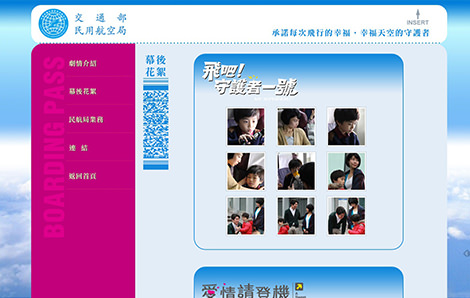 交通部
民用航空局
INSERT
承諾每次飛行的幸福，幸福天空的守護者
BOARDING PASS
劇情介紹
幕後花絮
民航局業務
連 結
返回首頁
幕後
花絮
飛吧!
守護者一號
愛情請登機